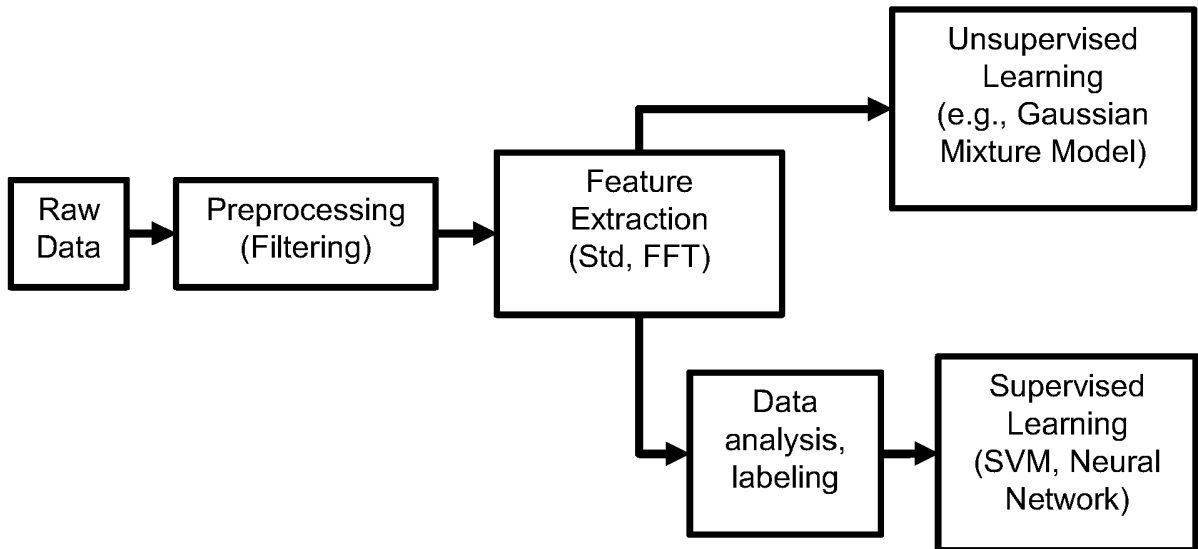 Raw
Data
Preprocessing
(Filtering)
Feature
Extraction
(Std, FFT)
Unsupervised
Learning
(e.g., Gaussian
Mixture Model)
Data
analysis,
labeling
Supervised
Learning
(SVM, Neural
Network)